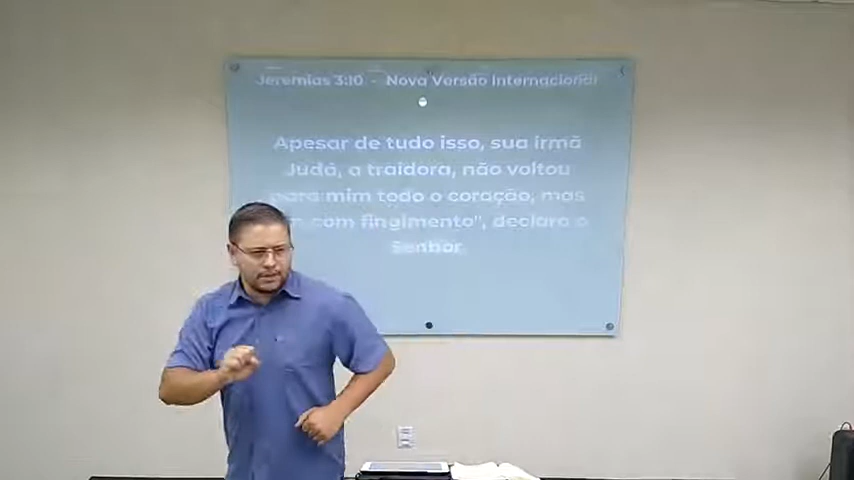 Jeremias 3:10 - Nova Versão Internacional
Apesar de tudo isso, sua irmã
Judá, a traidora, não voltou
para mim todo o coração, mas
com fingimento", declara o
Senhor